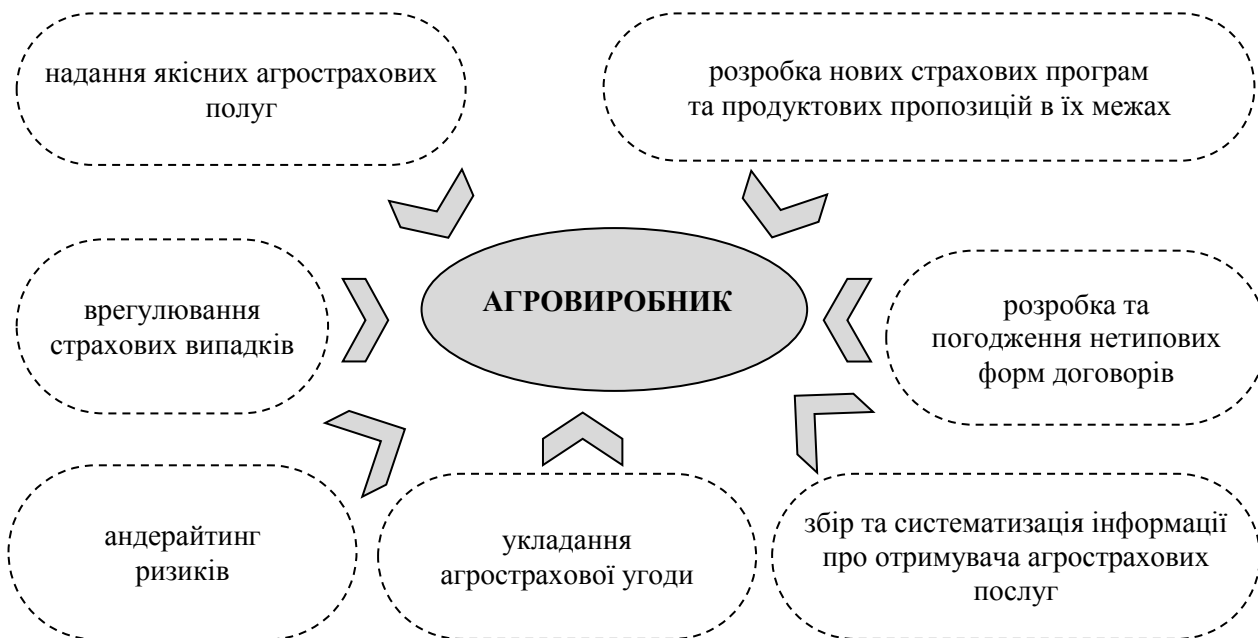 надання якісних агрострахових
полуг
розробка нових страхових програм
та продуктових пропозицій в їх межах
АГРОВИРОБНИК
врегулювання
страхових випадків
розробка та
погодження нетипових
форм договорів
андерайтинг
ризиків
укладання
агрострахової угоди
збір та систематизація інформації
про отримувача агрострахових
послуг